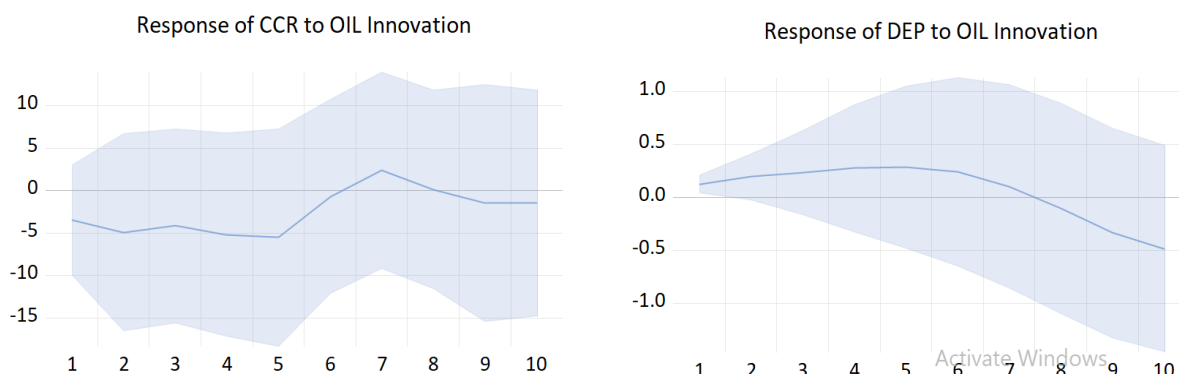 Response of CCR to OIL Innovation
10
5
0
-5
-10
-15
1 2 3 4 5 6 7 8 9 10
Response of DEP to OIL Innovation
1.0
0.5
0.0
-0.5
-1.0
1 2 3 4 5 6 7 8 9 10
Activate Windows